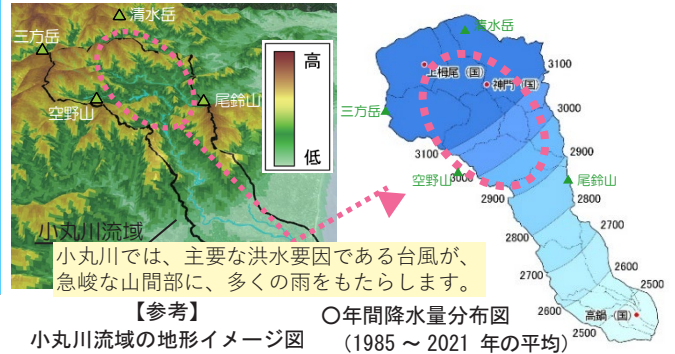 清水岳
三方岳
空野山
尾鈴山
高
低
小丸川流域
小丸川では、主要な洪水要因である台風が、
急峻な山間部に、多くの雨をもたらします。
【参考】
小丸川流域の地形イメージ図
清水岳
上栂尾（国）
神門（国）
三方岳
空野山
尾鈴山
高鍋（国）
3100
3000
2900
2800
2700
2600
2500
3100
3000
2900
2800
2700
2600
2500
〇年間降水量分布図
（1985 ～ 2021 年の平均）